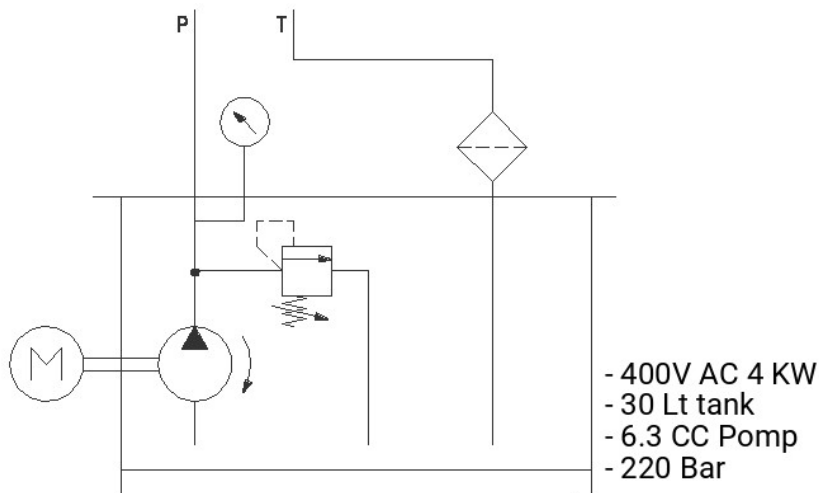 P T
M
- 400V AC 4 KW
- 30 Lt tank
- 6.3 CC Pomp
- 220 Bar